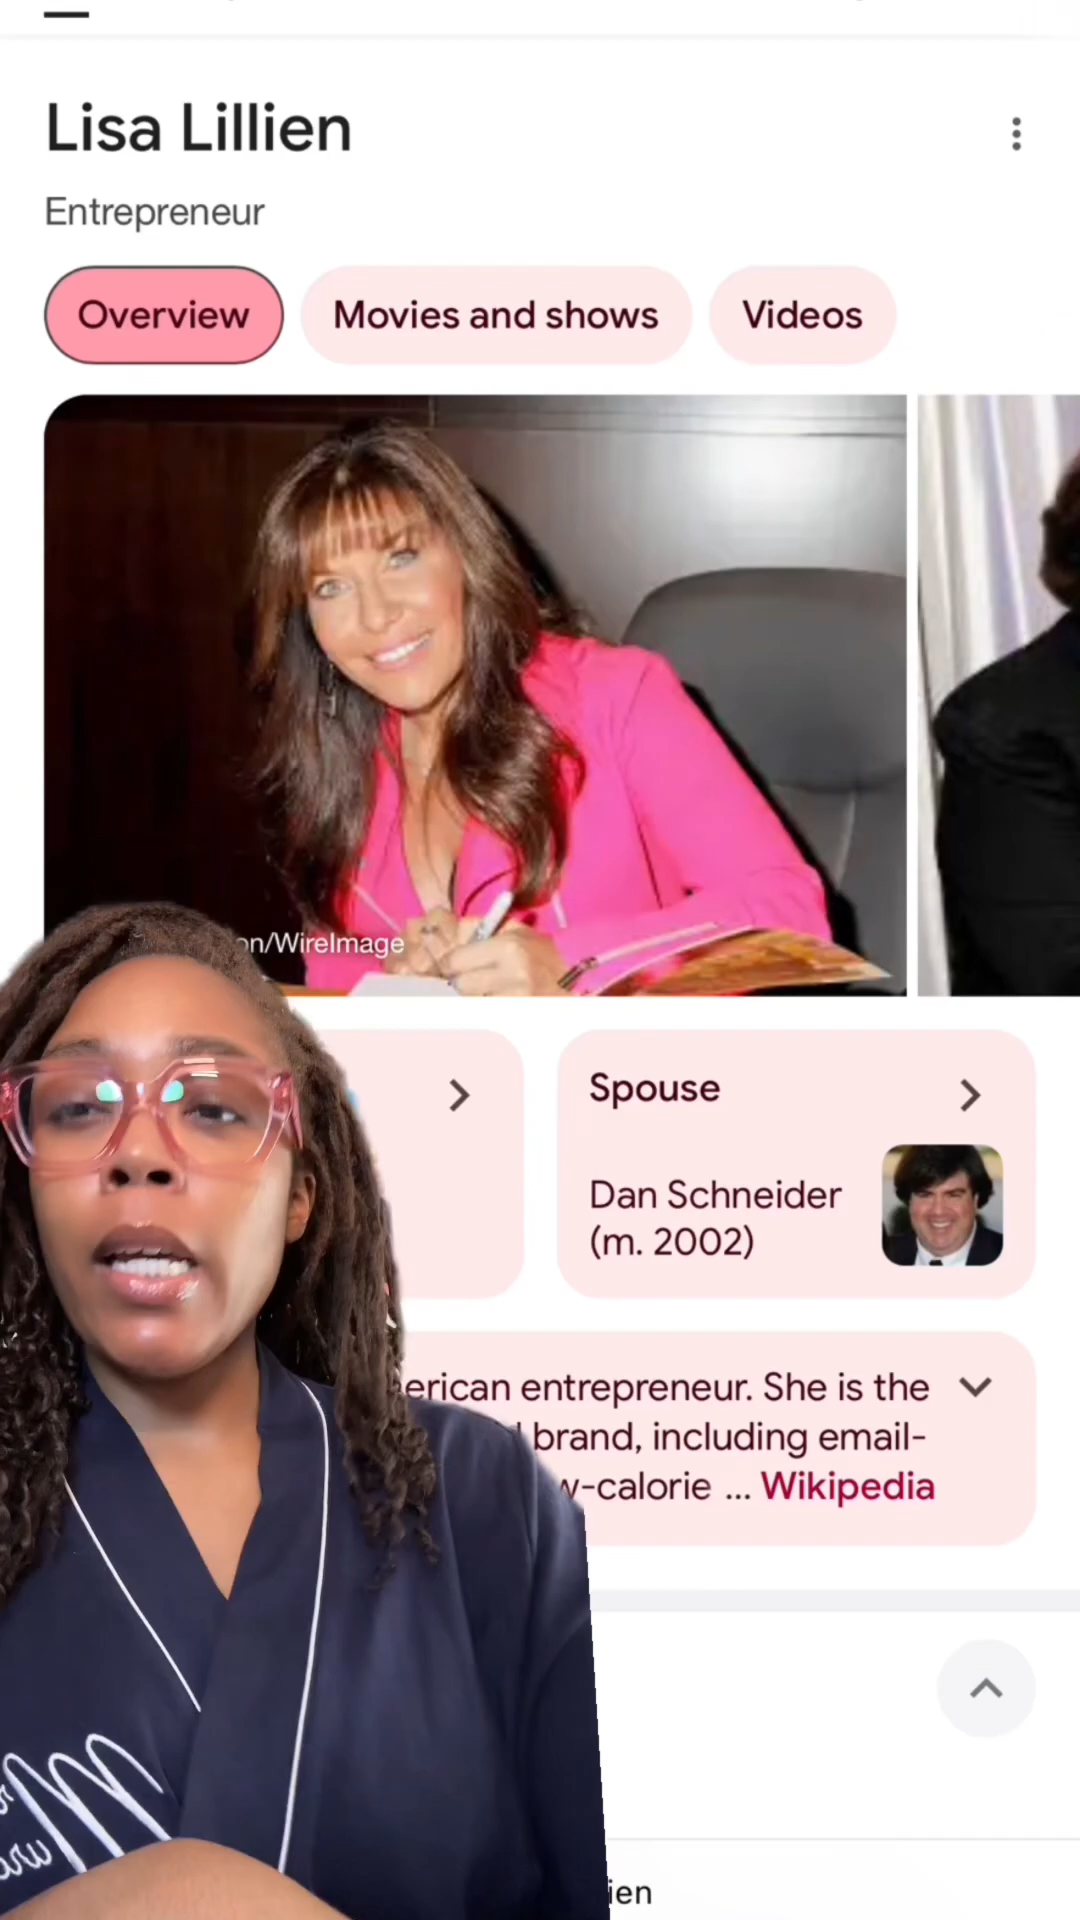 Lisa Lillien
Entrepreneur
Overview
Movies and shows
Videos
on/WireImage
Spouse
Dan Schneider
(m. 2002)
erican entrepreneur. She is the
brand, including email-
w-calorie ... Wikipedia
ien